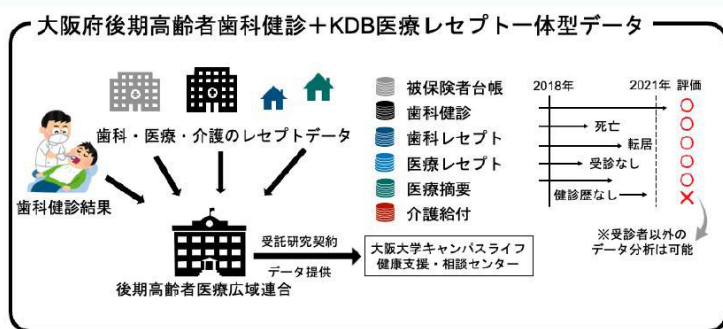 大阪府後期高齢者歯科健診＋KDB医療レセプト一体型データ
歯科・医療・介護のレセプトデータ
歯科健診結果
後期高齢者医療広域連合
受託研究契約
データ提供
大阪大学キャンパスライフ
健康支援・相談センター
被保険者台帳
歯科健診
歯科レセプト
医療レセプト
医療摘要
介護給付
2018年
2021年 評価
死亡
転居
受診なし
健診歴なし
※受診者以外の
データ分析は可能